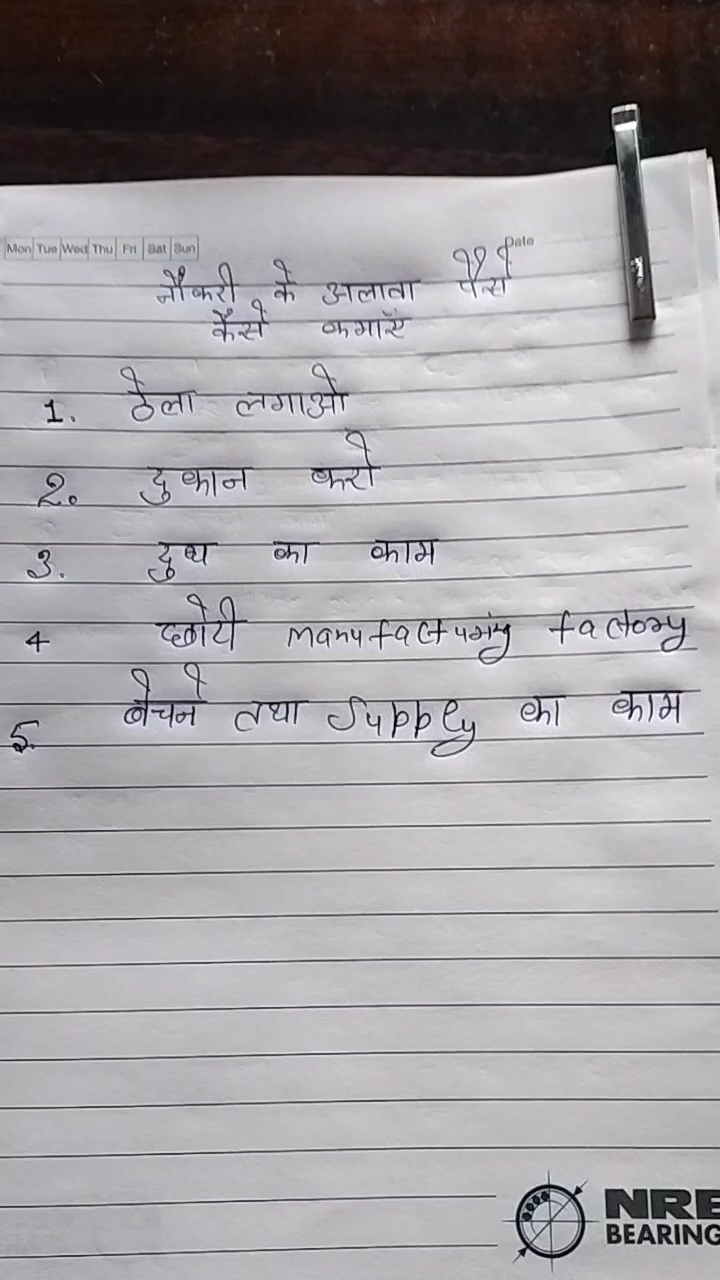 Mon Tue Wed Thu Fri Sat Sun
Date
नौकरी के अलावा पैसे
कैसे कमाएं
1. ठेला लगाओ
2. दुकान करो
3. दुध का काम
4 छोटी manufacturing factory
5. बेचने तथा Supply का काम
NRB
BEARING